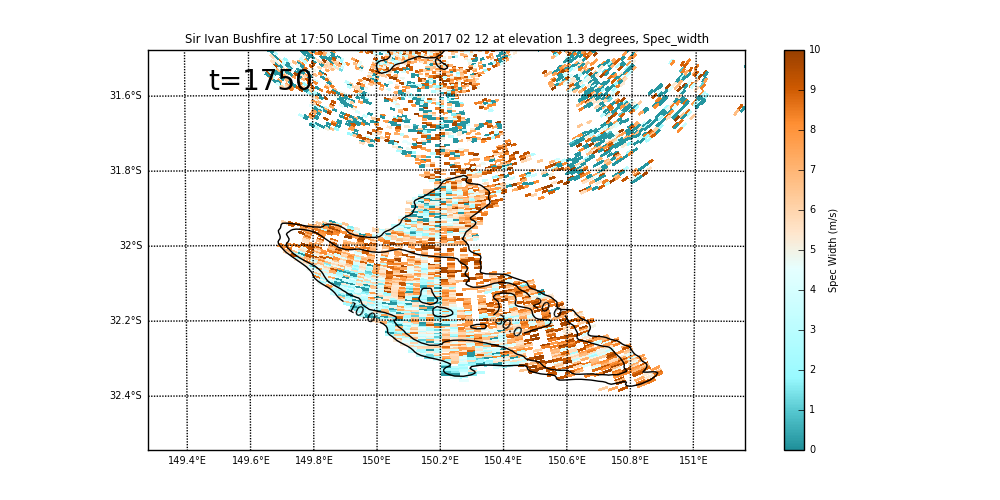 Sir Ivan Bushfire at 17:50 Local Time on 2017 02 12 at elevation 1.3 degrees, Spec_width
t=1750
31.6°S
31.8°S
32°S
32.2°S
32.4°S
149.4°E 149.6°E 149.8°E 150°E 150.2°E 150.4°E 150.6°E 150.8°E 151°E
10.0
20.0
30.0
10
9
8
7
6
5
4
3
2
1
0
Spec Width (m/s)